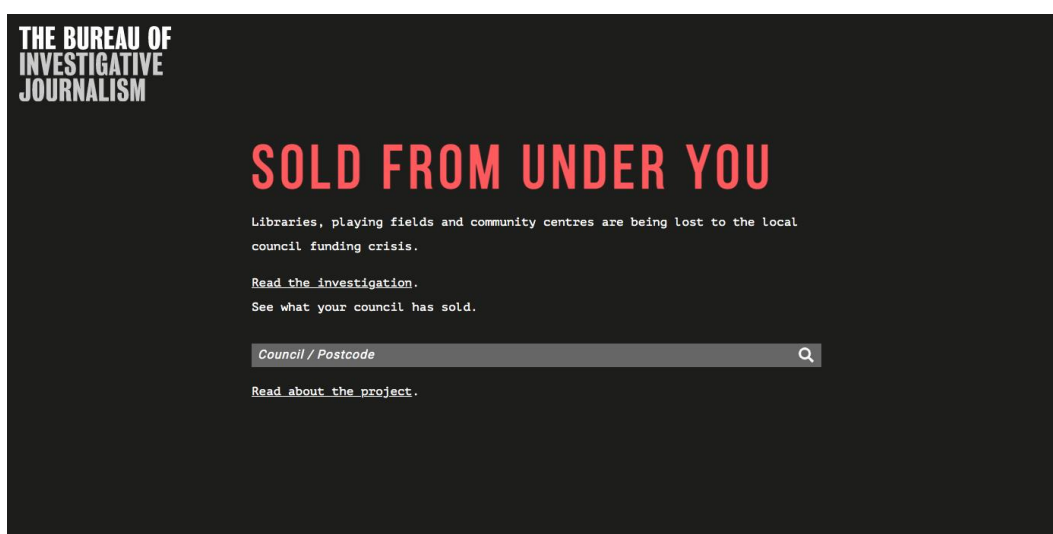 THE BUREAU OF
INVESTIGATIVE
JOURNALISM
SOLD FROM UNDER YOU
Libraries, playing fields and community centres are being lost to the local
council funding crisis.
Read the investigation.
See what your council has sold.
Council / Postcode
Read about the project.